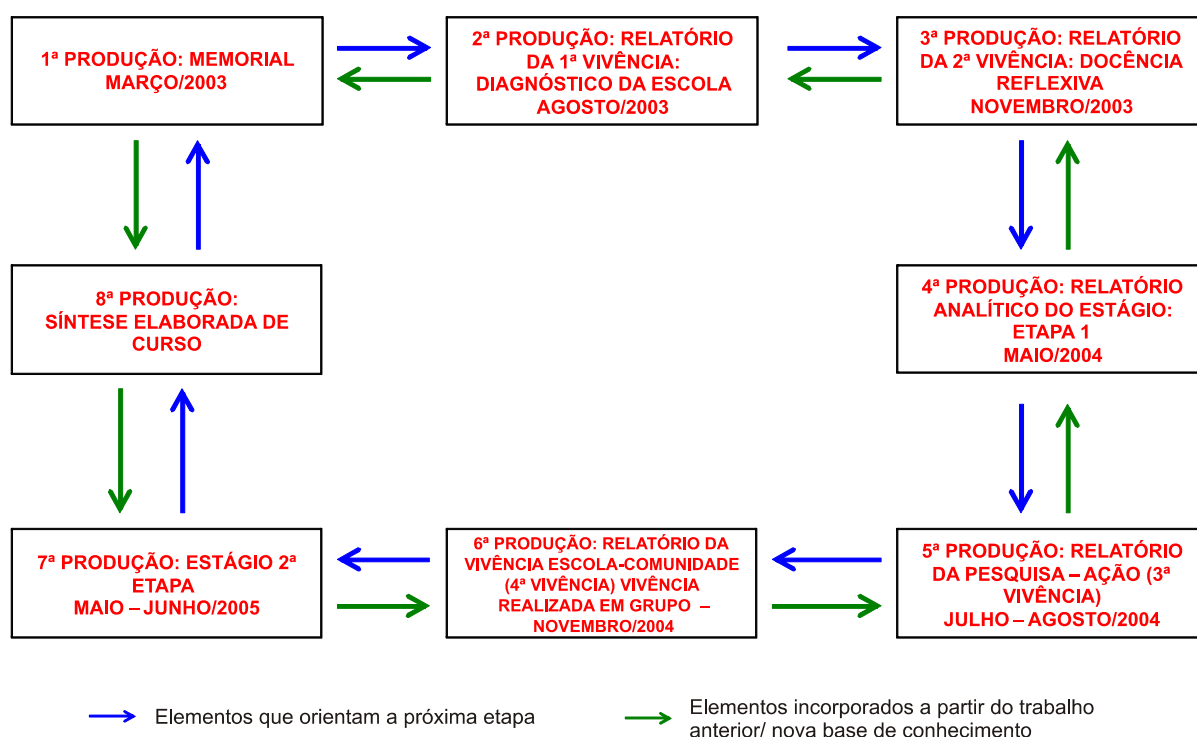 1ª PRODUÇÃO: MEMORIAL
MARÇO/2003
2ª PRODUÇÃO: RELATÓRIO
DA 1ª VIVÊNCIA:
DIAGNÓSTICO DA ESCOLA
AGOSTO/2003
3ª PRODUÇÃO: RELATÓRIO
DA 2ª VIVÊNCIA: DOCÊNCIA
REFLEXIVA
NOVEMBRO/2003
8ª PRODUÇÃO:
SÍNTESE ELABORADA DE
CURSO
4ª PRODUÇÃO: RELATÓRIO
ANALÍTICO DO ESTÁGIO:
ETAPA 1
MAIO/2004
7ª PRODUÇÃO: ESTÁGIO 2ª
ETAPA
MAIO – JUNHO/2005
6ª PRODUÇÃO: RELATÓRIO DA
VIVÊNCIA ESCOLA-COMUNIDADE
(4ª VIVÊNCIA) VIVÊNCIA
REALIZADA EM GRUPO –
NOVEMBRO/2004
5ª PRODUÇÃO: RELATÓRIO
DA PESQUISA – AÇÃO (3ª
VIVÊNCIA)
JULHO – AGOSTO/2004
Elementos que orientam a próxima etapa
Elementos incorporados a partir do trabalho
anterior/ nova base de conhecimento